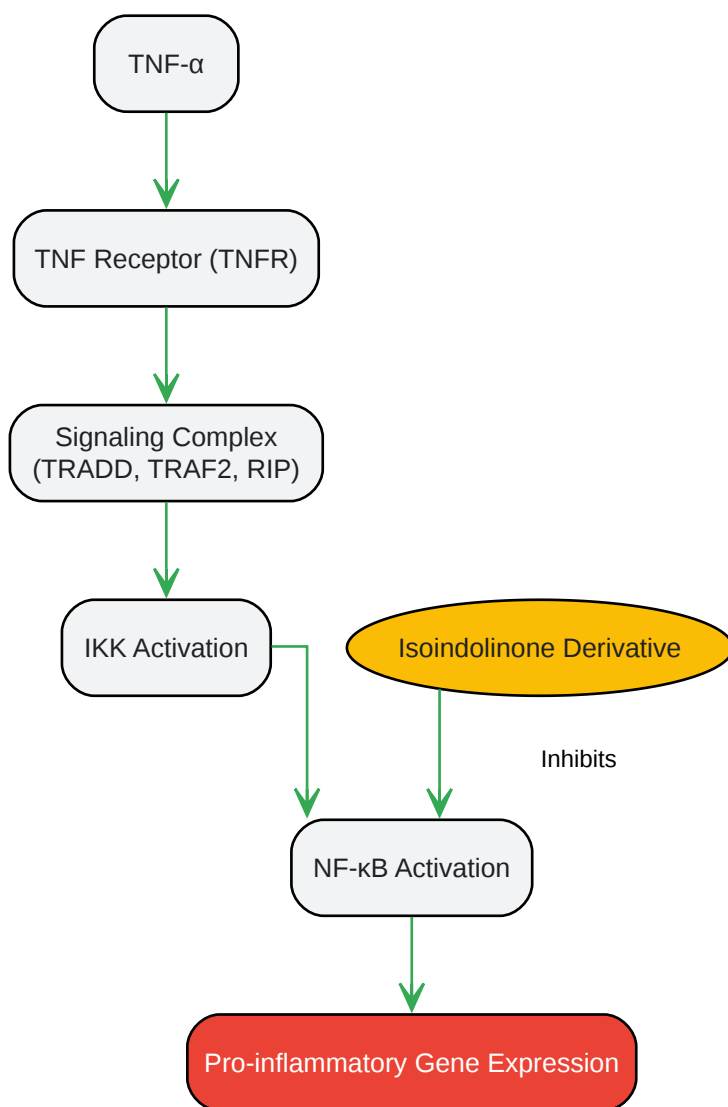 TNF-α
TNF Receptor (TNFR)
Signaling Complex
(TRADD, TRAF2, RIP)
IKK Activation
Isoindolinone Derivative
Inhibits
NF-κB Activation
Pro-inflammatory Gene Expression